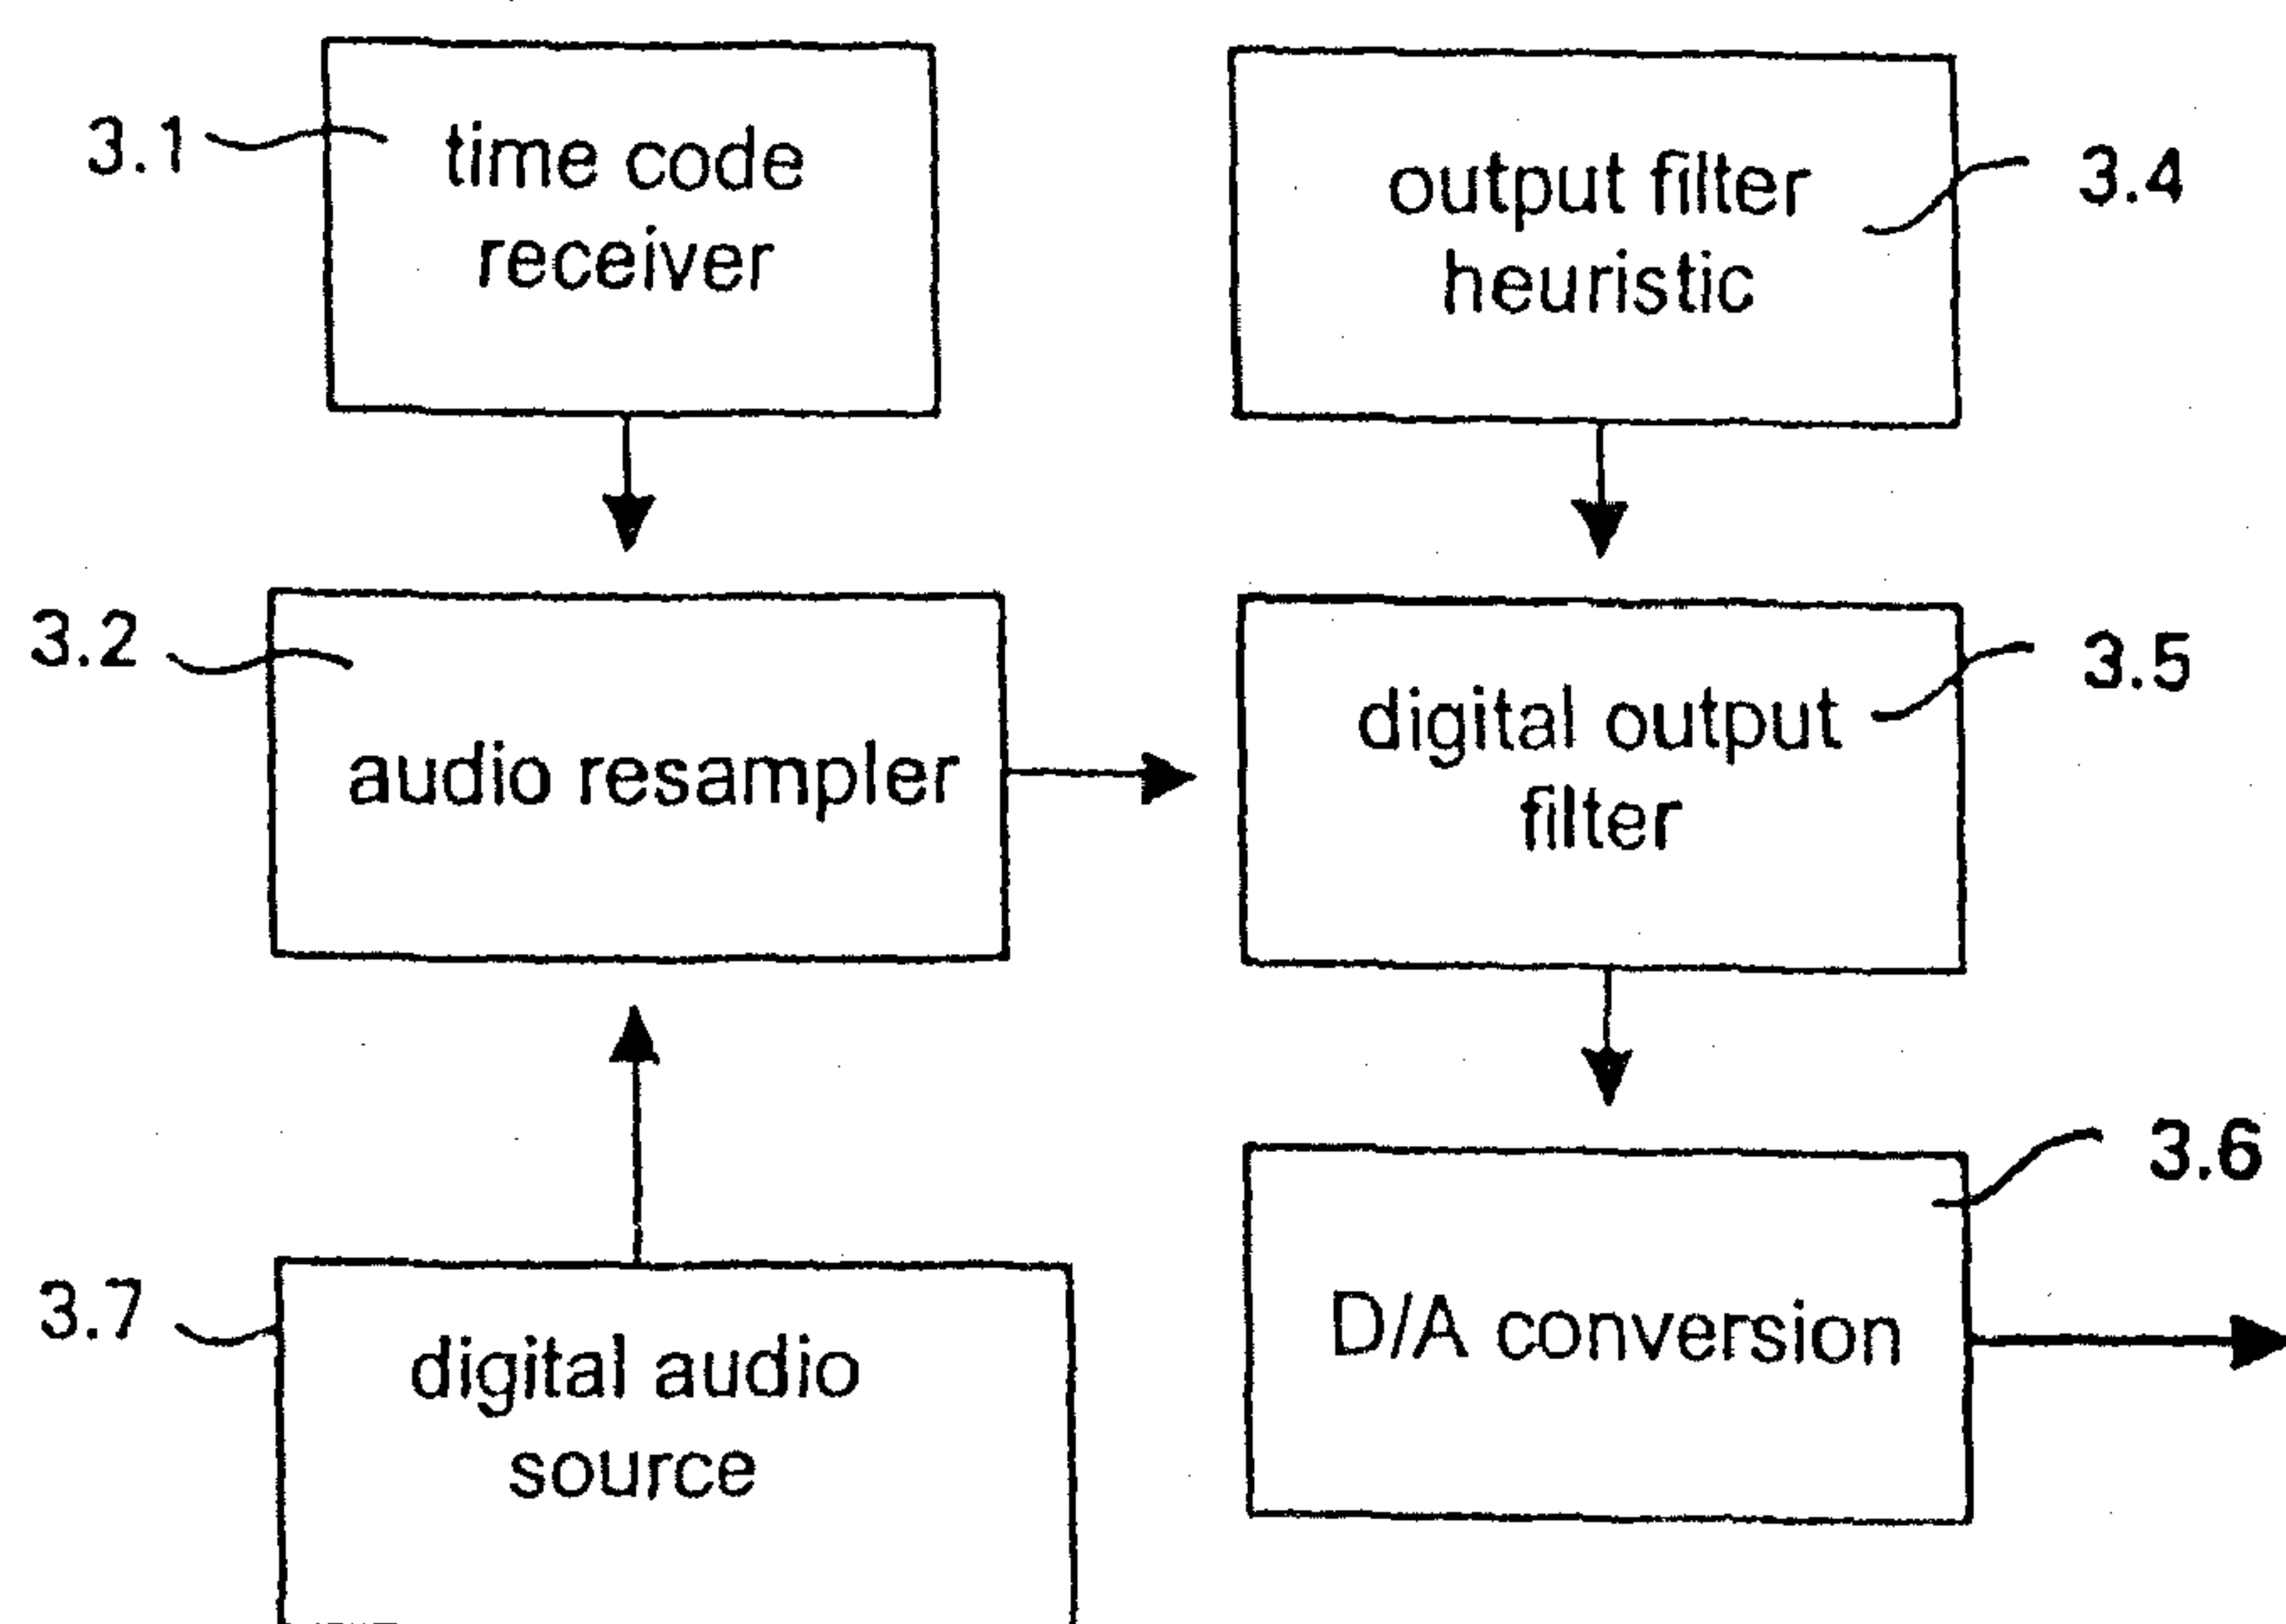 3.1
time code
receiver
output filter
heuristic
3.4
3.2
audio resampler
digital output
filter
3.5
3.7
digital audio
source
D/A conversion
3.6